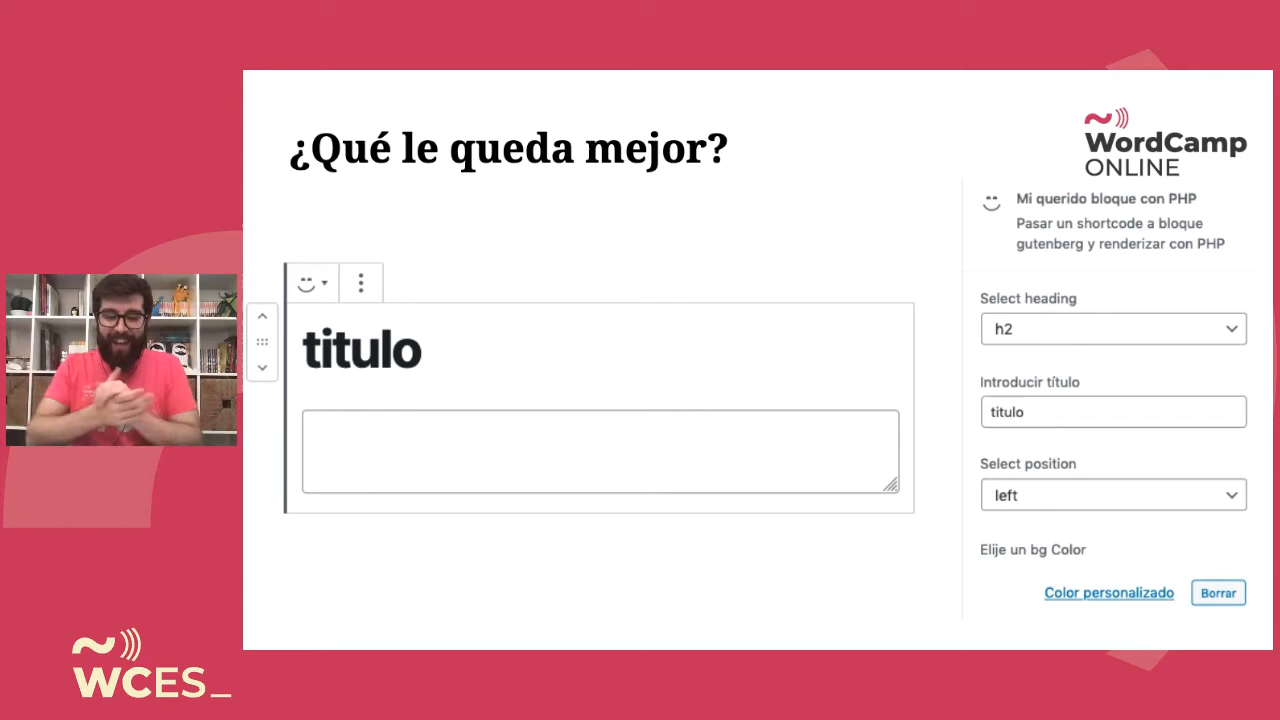 ¿Qué le queda mejor?
WordCamp
ONLINE
titulo
Mi querido bloque con PHP
Pasar un shortcode a bloque
gutenberg y renderizar con PHP
Select heading
h2
Introducir título
titulo
Select position
left
Elije un bg Color
Color personalizado
Borrar
WCES_